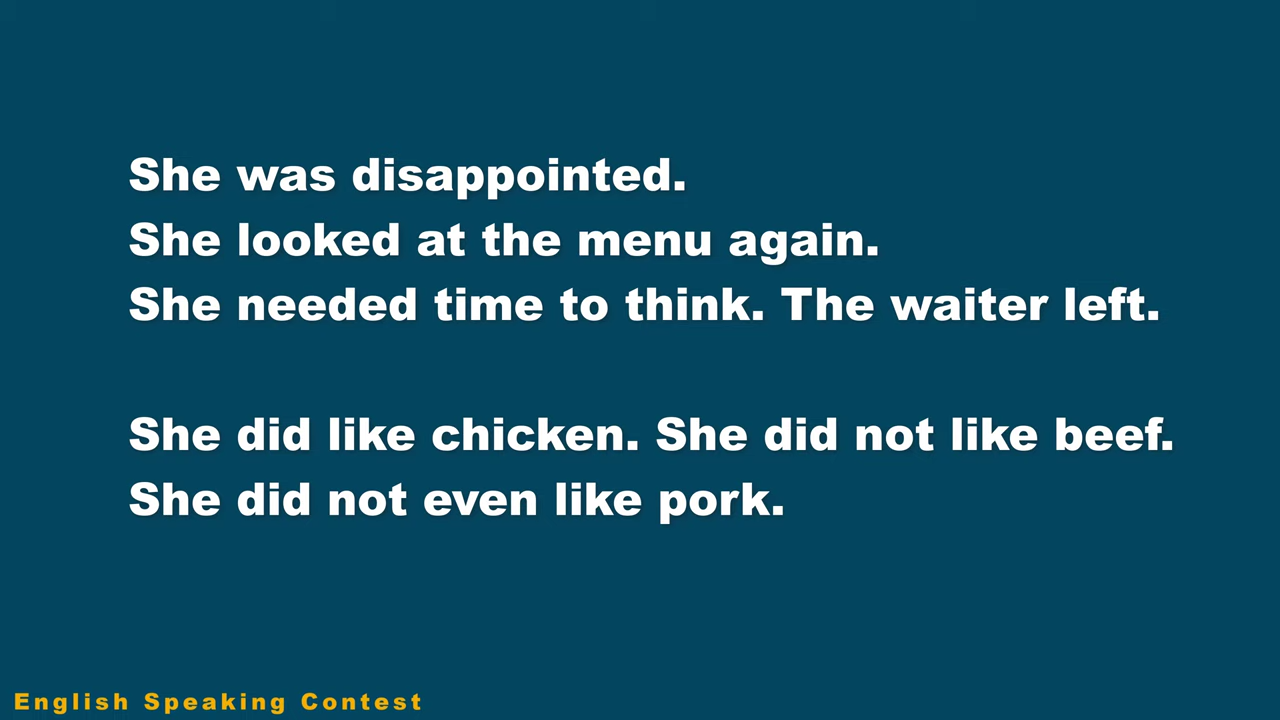 She was disappointed.
She looked at the menu again.
She needed time to think. The waiter left.
She did like chicken. She did not like beef.
She did not even like pork.
English Speaking Contest